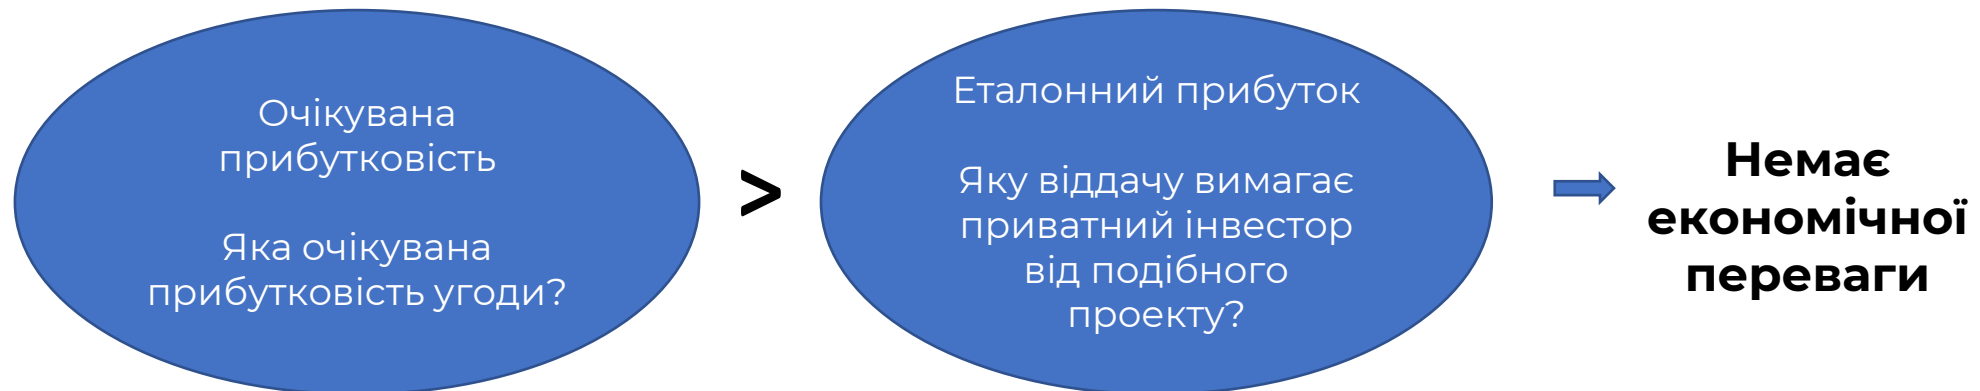 Очікувана
прибутковість
Яка очікувана
прибутковість угоди?
>
Еталонний прибуток
Яку віддачу вимагає
приватний інвестор
від подібного
проекту?
Немає
економічної
переваги